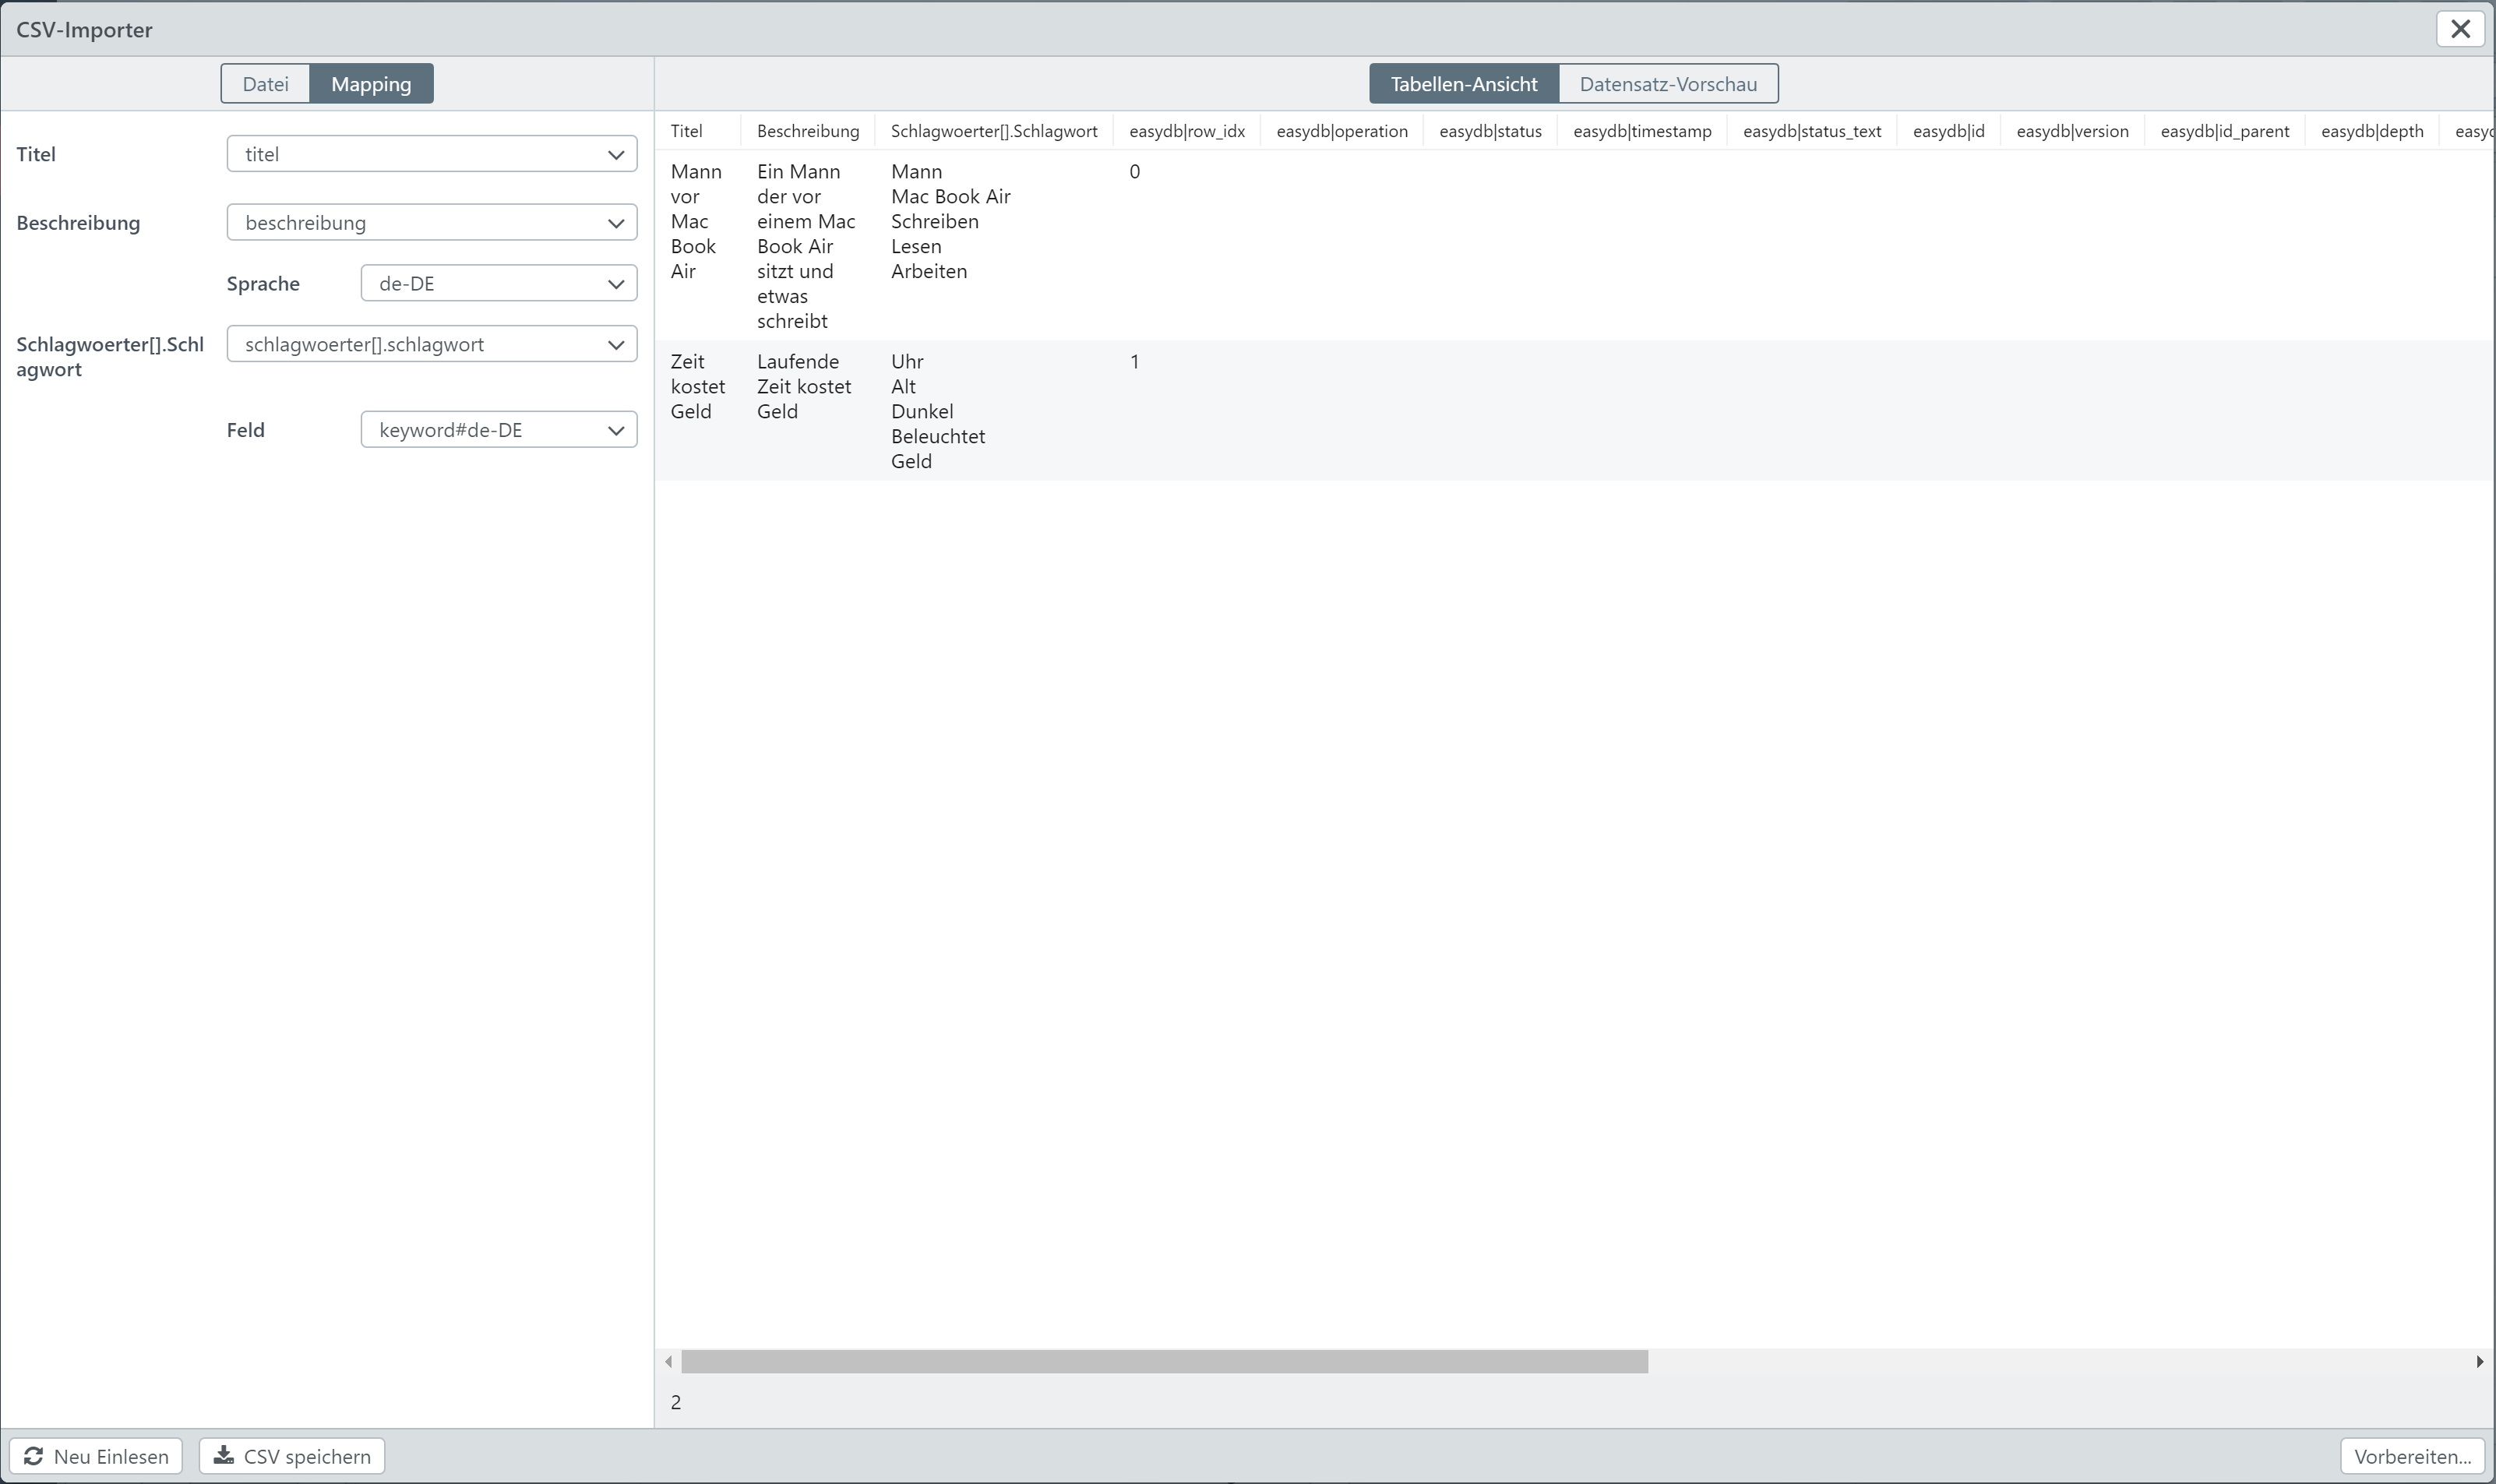 CSV-Importer
Datei Mapping
Tabellen-Ansicht Datensatz-Vorschau
Titel titel
Beschreibung beschreibung
Sprache de-DE
Schlagwoerter[].Schl
agwort
schlagwoerter[].schlagwort
Feld keyword#de-DE
Titel Beschreibung Schlagwoerter[].Schlagwort easydb|row_idx easydb|operation easydb|status easydb|timestamp easydb|status_text easydb|id easydb|version easydb|id_parent easydb|depth
Mann
vor
Mac
Book
Air
Ein Mann
der vor
einem Mac
Book Air
sitzt und
etwas
schreibt
Mann
Mac Book Air
Schreiben
Lesen
Arbeiten
0
Zeit
kostet
Geld
Laufende
Zeit kostet
Geld
Uhr
Alt
Dunkel
Beleuchtet
Geld
1
2
Neu Einlesen CSV speichern Vorbereiten...